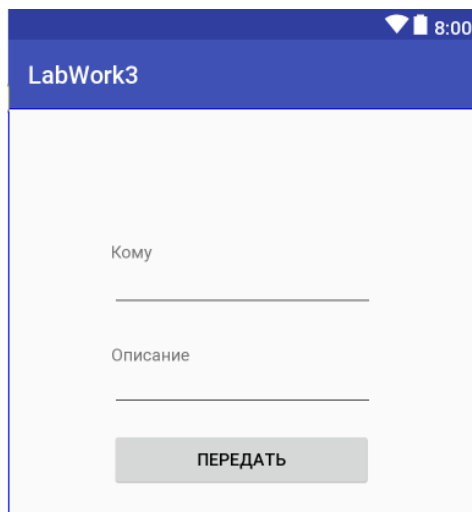 8:00
LabWork3
Кому
Описание
ПЕРЕДАТЬ